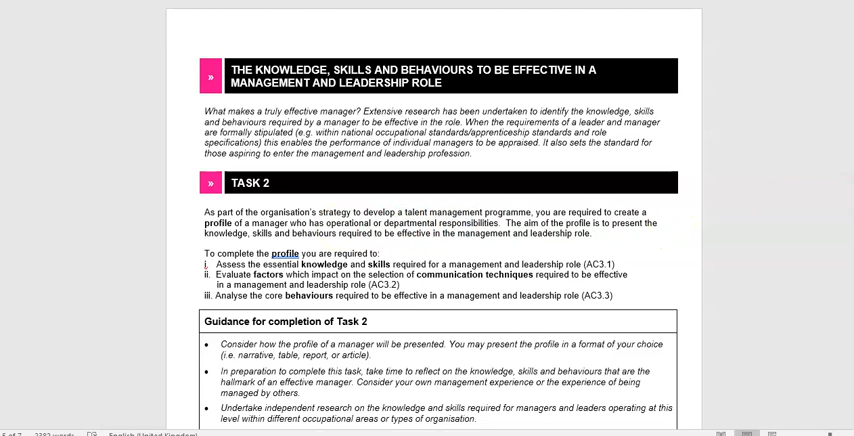 » THE KNOWLEDGE, SKILLS AND BEHAVIOURS TO BE EFFECTIVE IN A
MANAGEMENT AND LEADERSHIP ROLE
What makes a truly effective manager? Extensive research has been undertaken to identify the knowledge, skills
and behaviours required by a manager to be effective in the role. When the requirements of a leader and manager
are formally stipulated (e.g. within national occupational standards/apprenticeship standards and role
specifications) this enables the performance of individual managers to be appraised. It also sets the standard for
those aspiring to enter the management and leadership profession.
» TASK 2
As part of the organisation's strategy to develop a talent management programme, you are required to create a
profile of a manager who has operational or departmental responsibilities. The aim of the profile is to present the
knowledge, skills and behaviours required to be effective in the management and leadership role.
To complete the profile you are required to:
i. Assess the essential knowledge and skills required for a management and leadership role (AC3.1)
ii. Evaluate factors which impact on the selection of communication techniques required to be effective
in a management and leadership role (AC3.2)
iii. Analyse the core behaviours required to be effective in a management and leadership role (AC3.3)
Guidance for completion of Task 2
• Consider how the profile of a manager will be presented. You may present the profile in a format of your choice
(i.e. narrative, table, report, or article).
• In preparation to complete this task, take time to reflect on the knowledge, skills and behaviours that are the
hallmark of an effective manager. Consider your own management experience or the experience of being
managed by others.
• Undertake independent research on the knowledge and skills required for managers and leaders operating at this
level within different occupational areas or types of organisation.
5 of 7 2382 words English (United Kingdom)